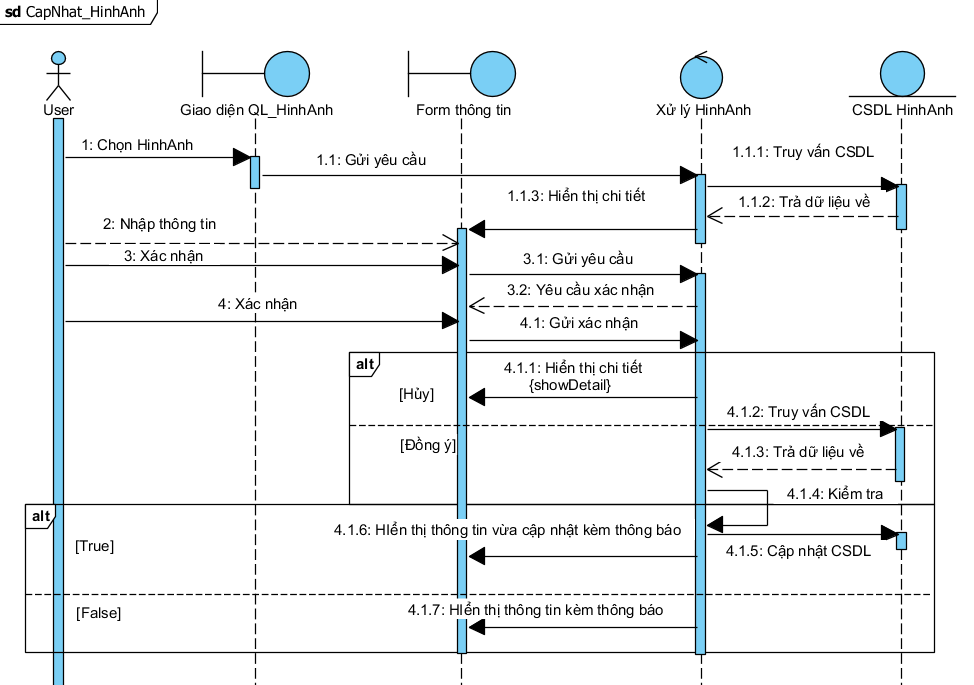 sd CapNhat_HinhAnh
User
Giao diện QL_HinhAnh
Form thông tin
Xử lý HinhAnh
CSDL HinhAnh
1: Chọn HinhAnh
1.1: Gửi yêu cầu
1.1.1: Truy vấn CSDL
1.1.2: Trả dữ liệu về
1.1.3: Hiển thị chi tiết
2: Nhập thông tin
3: Xác nhận
3.1: Gửi yêu cầu
3.2: Yêu cầu xác nhận
4: Xác nhận
4.1: Gửi xác nhận
alt
4.1.1: Hiển thị chi tiết
{showDetail}
[Hủy]
4.1.2: Truy vấn CSDL
[Đồng ý]
4.1.3: Trả dữ liệu về
4.1.4: Kiểm tra
alt
4.1.6: HIển thị thông tin vừa cập nhật kèm thông báo
[True]
4.1.5: Cập nhật CSDL
[False]
4.1.7: HIển thị thông tin kèm thông báo